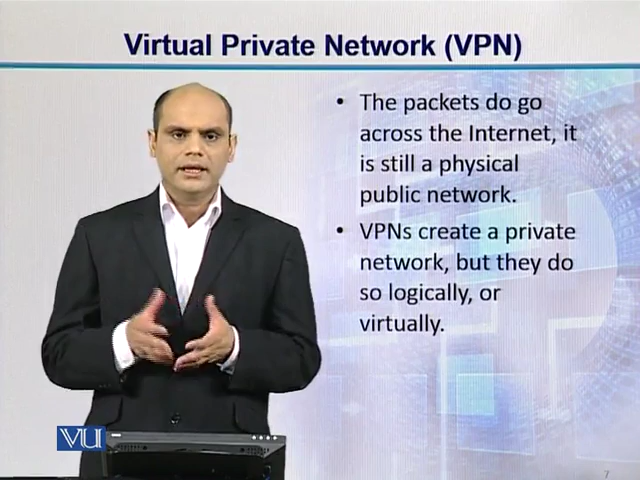 Virtual Private Network (VPN)
• The packets do go
across the Internet, it
is still a physical
public network.
• VPNs create a private
network, but they do
so logically, or
virtually.
VU
7